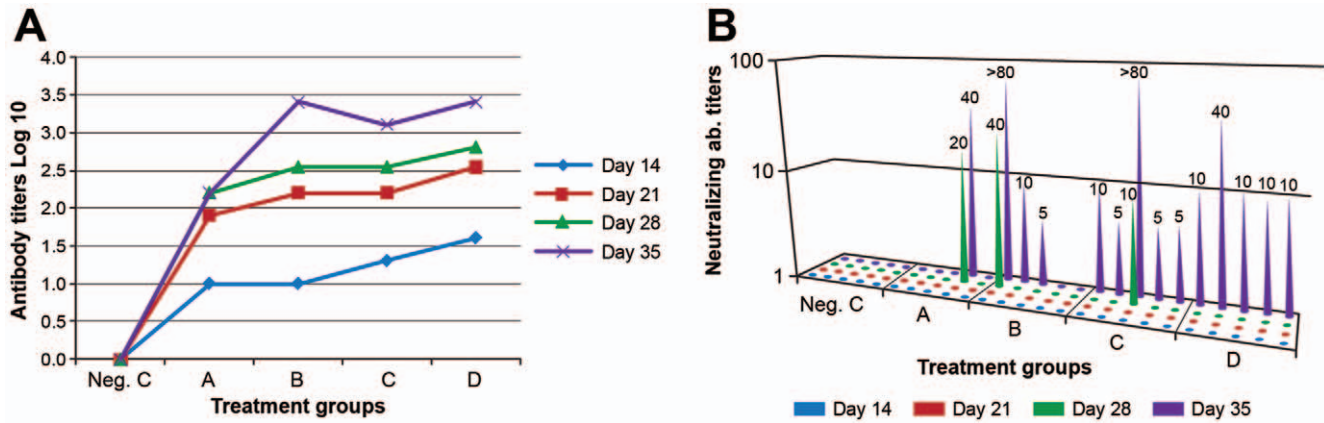 A
4.0
3.5
3.0
2.5
2.0
1.5
1.0
0.5
0.0
Antibody titers Log 10
Neg. C A B C D
Treatment groups
Day 14
Day 21
Day 28
Day 35
B
100
10
1
Neutralizing ab. titers
>80 >80
40 40
20 40
10 10 10 10 10 10 10
5 5 5 5
Neg. C A B C D
Treatment groups
Day 14 Day 21 Day 28 Day 35